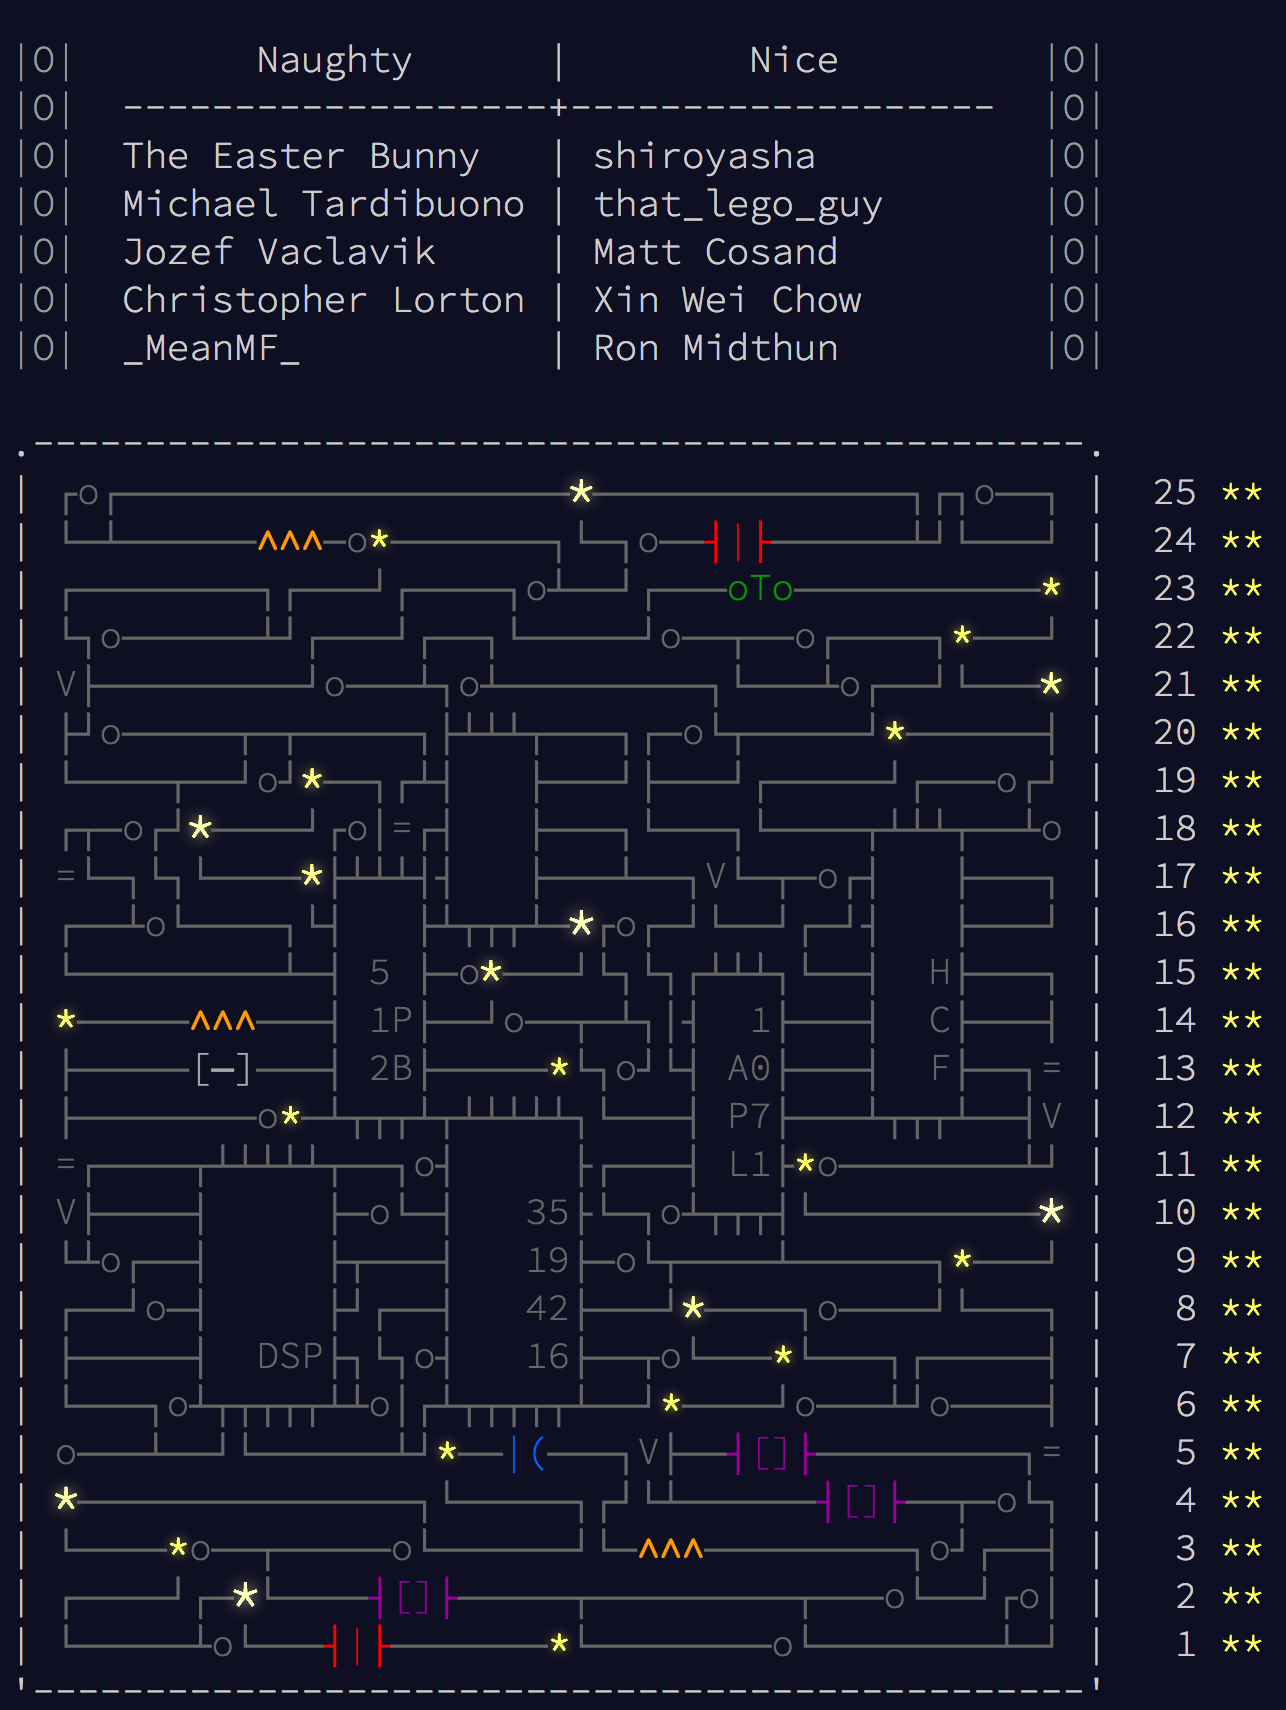 |O| Naughty | Nice |O|
|O| -------------------+------------------- |O|
|O| The Easter Bunny | shiroyasha |O|
|O| Michael Tardibuono | that_lego_guy |O|
|O| Jozef Vaclavik | Matt Cosand |O|
|O| Christopher Lorton | Xin Wei Chow |O|
|O| _MeanMF_ | Ron Midthun |O|
25 **
24 **
oTo 23 **
22 **
V 21 **
20 **
19 **
= 18 **
= V 17 **
16 **
5 H 15 **
1P 1 C 14 **
[—] 2B A0 F = 13 **
P7 V 12 **
= L1 11 **
V 35 10 **
19 9 **
42 8 **
DSP 16 7 **
6 **
|( V [] = 5 **
[] 4 **
3 **
[] 2 **
1 **